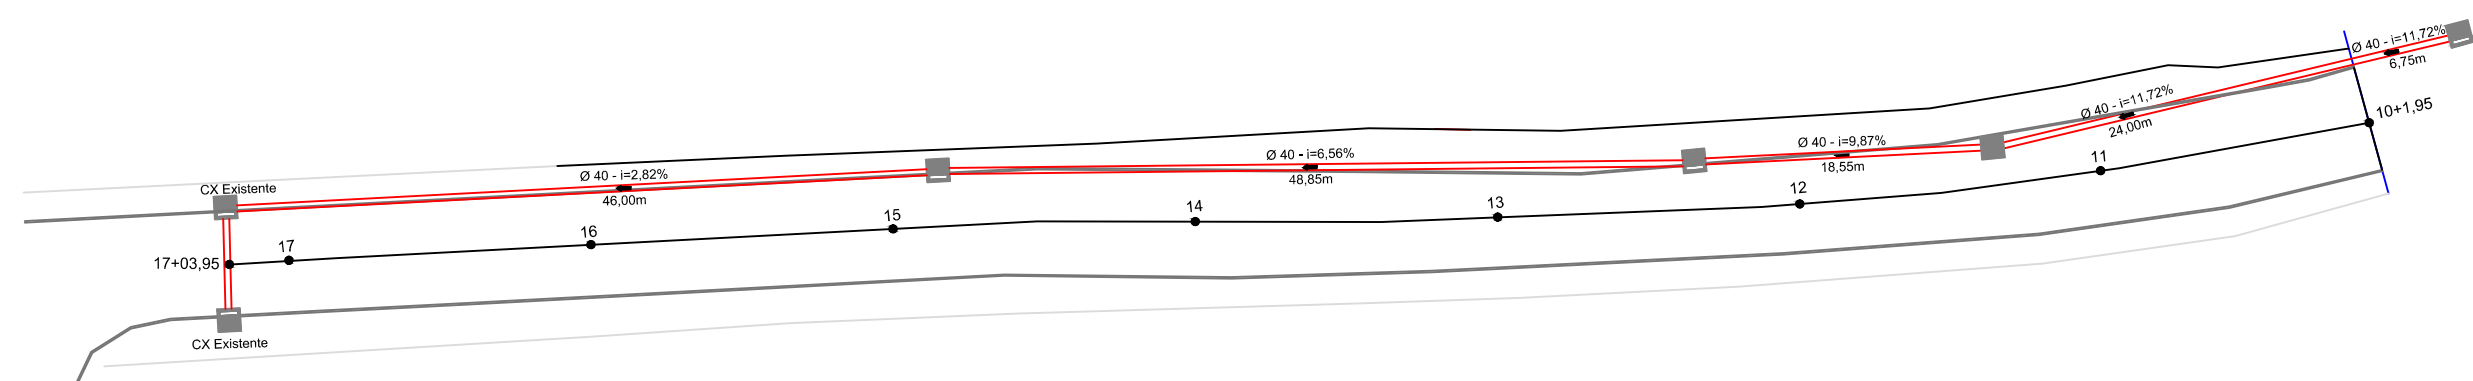 CX Existente
Ø 40 - i=2,82%
46,00m
Ø 40 - i=6,56%
48,85m
Ø 40 - i=9,87%
18,55m
Ø 40 - i=11,72%
24,00m
Ø 40 - i=11,72%
6,75m
17+03,95
17
16
15
14
13
12
11
10+1,95
CX Existente